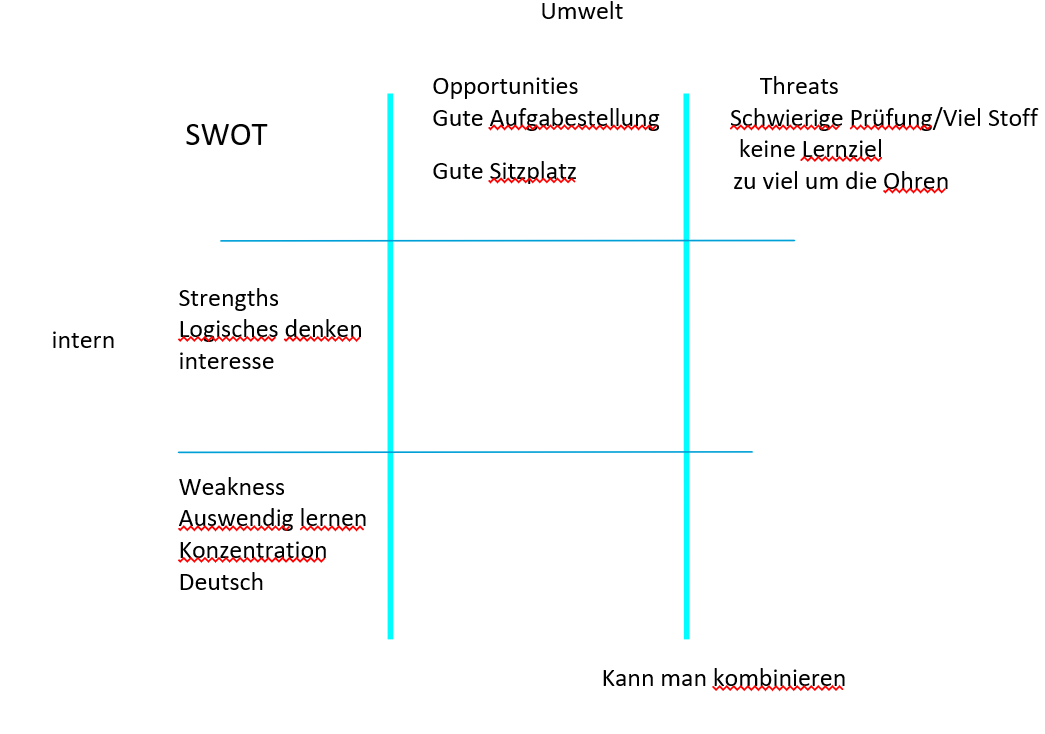 Umwelt
Opportunities
Threats
Gute Aufgabestellung
Schwierige Prüfung/Viel Stoff
SWOT
keine Lernziel
Gute Sitzplatz
zu viel um die Ohren
Strengths
Logisches denken
intern
interesse
Weakness
Auswendig lernen
Konzentration
Deutsch
Kann man kombinieren